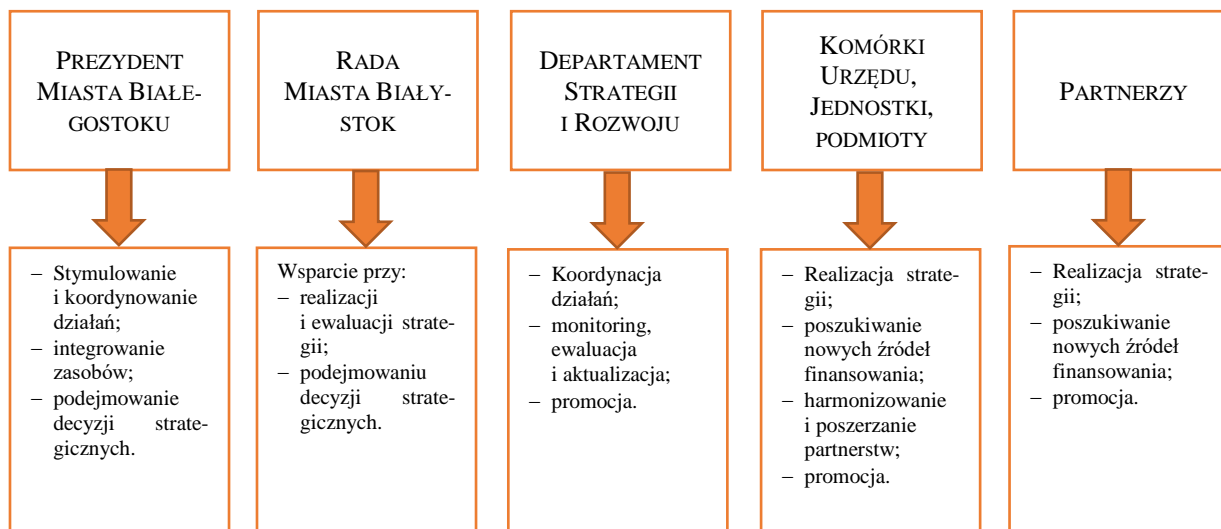 PREZYDENT
MIASTA BIAŁE-
GOSTOKU
RADA
MIASTA BIAŁY-
STOK
DEPARTAMENT
STRATEGII
I ROZWOJU
KOMÓRKI
URZĘDU,
JEDNOSTKI,
PODMIOTY
PARTNERZY
– Stymulowanie
i koordynowanie
działań;
– integrowanie
zasobów;
– podejmowanie
decyzji strate-
gicznych.
Wsparcie przy:
– realizacji
i ewaluacji strate-
gii;
– podejmowaniu
decyzji strate-
gicznych.
– Koordynacja
działań;
– monitoring,
ewaluacja
i aktualizacja;
– promocja.
– Realizacja strate-
gii;
– poszukiwanie
nowych źródeł
finansowania;
– harmonizowanie
i poszerzanie
partnerstw;
– promocja.
– Realizacja strate-
gii;
– poszukiwanie
nowych źródeł
finansowania;
– promocja.